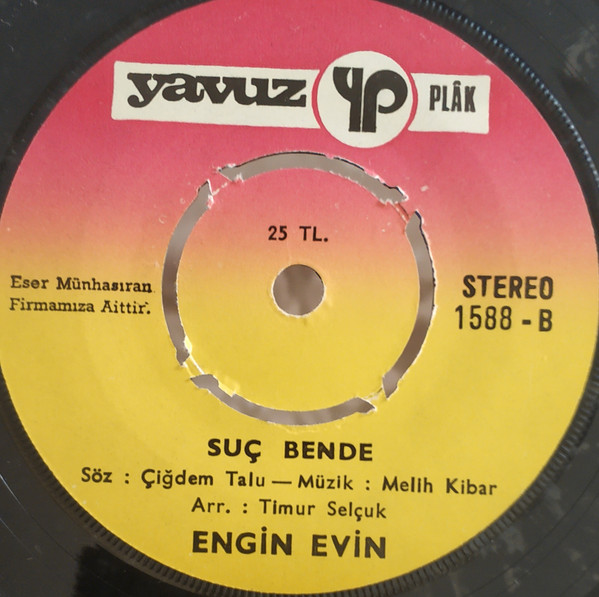 yavuz yp PLÂK
25 TL.
Eser Münhasıran
Firmamıza Aittir.
STEREO
1588 - B
SUÇ BENDE
Söz : Çiğdem Talu — Müzik : Melih Kibar
Arr. : Timur Selçuk
ENGİN EVİN